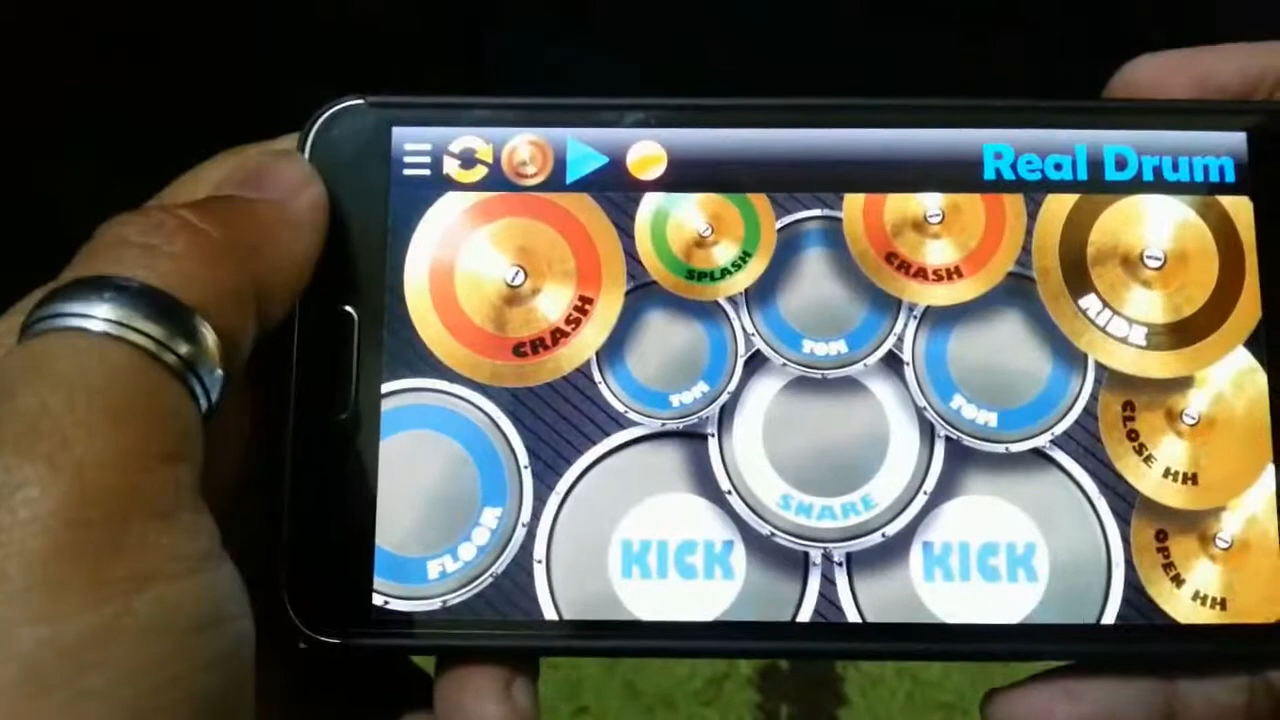 Real Drum
CRASH
SPLASH
CRASH
RIDE
TOM
TOM
TOM
CLOSE HH
SNARE
FLOOR
KICK
KICK
OPEN HH